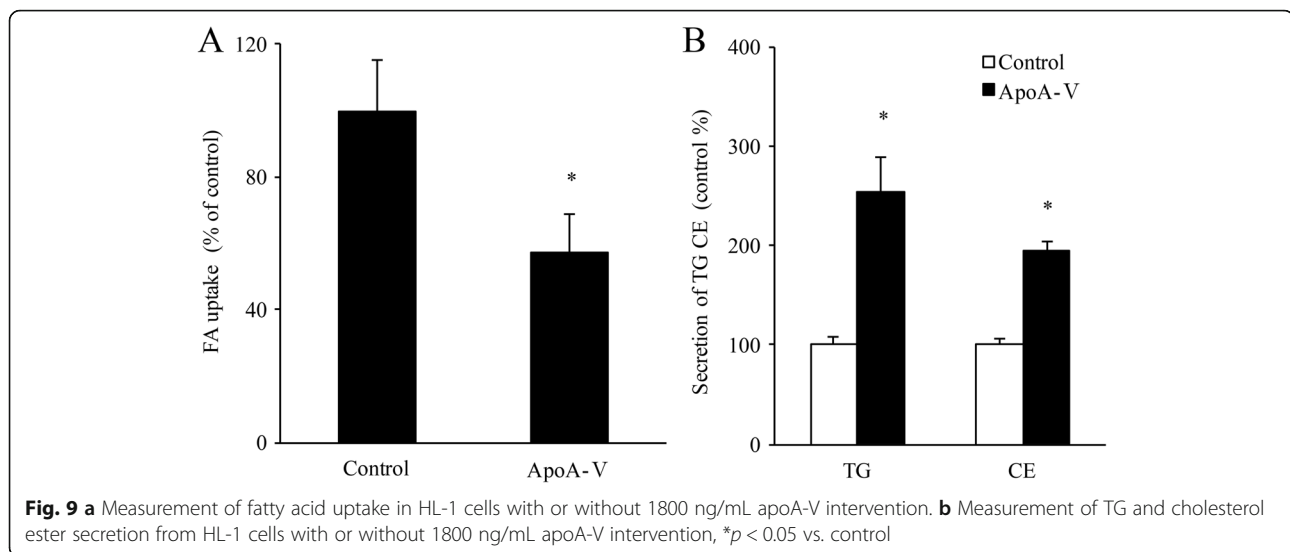 A
FA uptake (% of control)
120
80
40
0
*
Control
ApoA-V
B
Secretion of TG CE (control %)
400
300
200
100
0
Control
ApoA-V
*
*
TG
CE
Fig. 9 a Measurement of fatty acid uptake in HL-1 cells with or without 1800 ng/mL apoA-V intervention. b Measurement of TG and cholesterol
ester secretion from HL-1 cells with or without 1800 ng/mL apoA-V intervention, *p < 0.05 vs. control